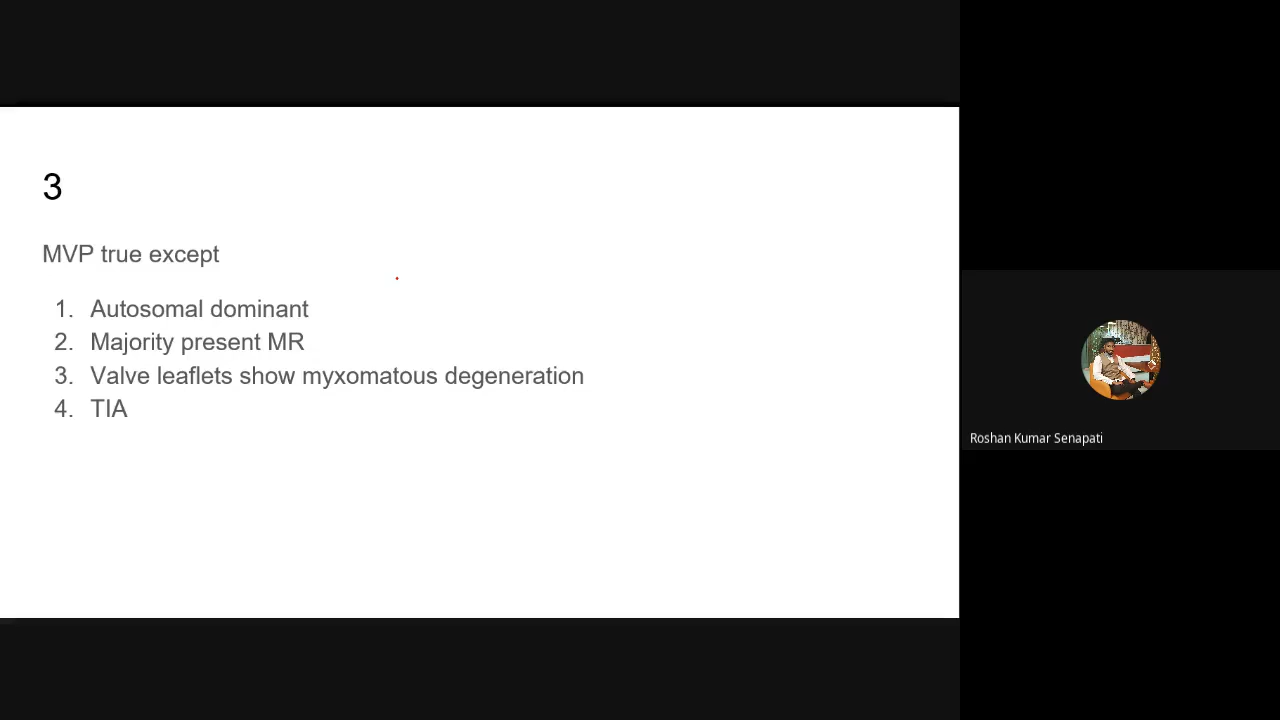 3
MVP true except
1. Autosomal dominant
2. Majority present MR
3. Valve leaflets show myxomatous degeneration
4. TIA
Roshan Kumar Senapati